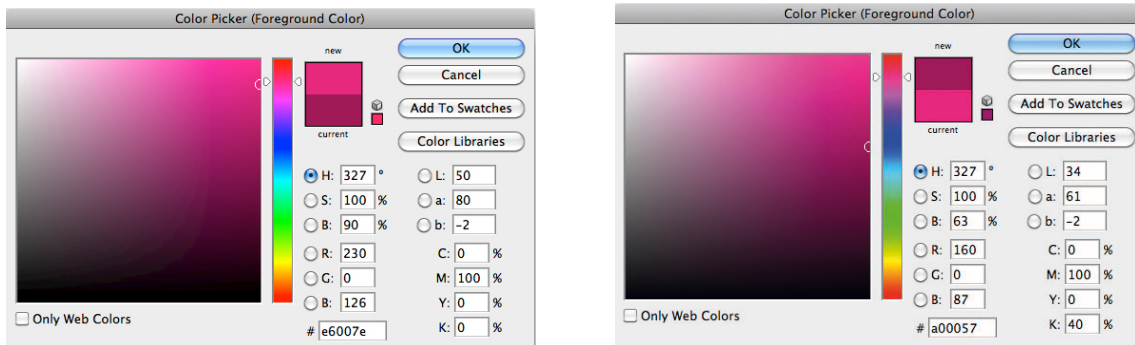 Color Picker (Foreground Color)
new
current
OK
Cancel
Add To Swatches
Color Libraries
H: 327 °
S: 100 %
B: 90 %
R: 230
G: 0
B: 126
# e6007e
L: 50
a: 80
b: -2
C: 0 %
M: 100 %
Y: 0 %
K: 0 %
Only Web Colors
Color Picker (Foreground Color)
new
current
OK
Cancel
Add To Swatches
Color Libraries
H: 327 °
S: 100 %
B: 63 %
R: 160
G: 0
B: 87
# a00057
L: 34
a: 61
b: -2
C: 0 %
M: 100 %
Y: 0 %
K: 40 %
Only Web Colors